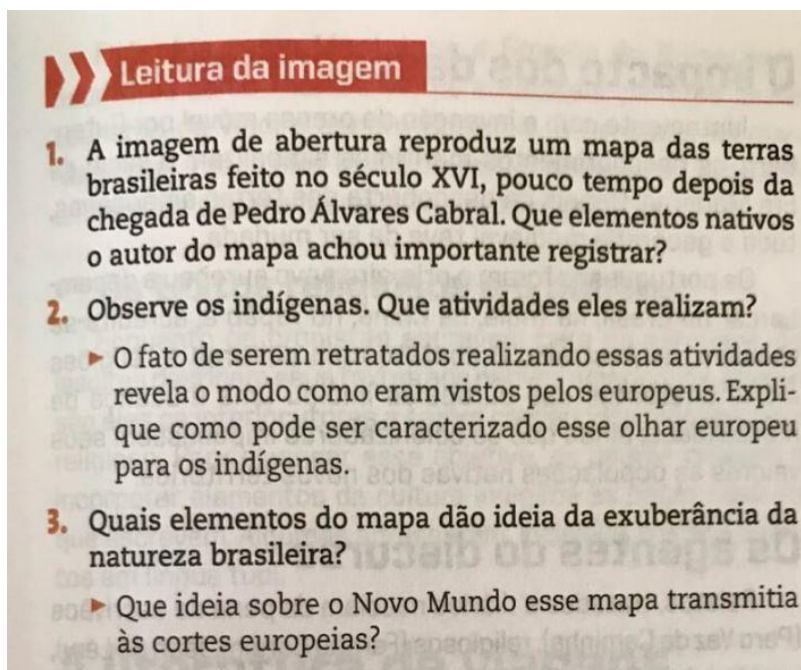 Leitura da imagem
1. A imagem de abertura reproduz um mapa das terras
brasileiras feito no século XVI, pouco tempo depois da
chegada de Pedro Álvares Cabral. Que elementos nativos
o autor do mapa achou importante registrar?
2. Observe os indígenas. Que atividades eles realizam?
▶ O fato de serem retratados realizando essas atividades
revela o modo como eram vistos pelos europeus. Expli-
que como pode ser caracterizado esse olhar europeu
para os indígenas.
3. Quais elementos do mapa dão ideia da exuberância da
natureza brasileira?
▶ Que ideia sobre o Novo Mundo esse mapa transmitia
às cortes europeias?